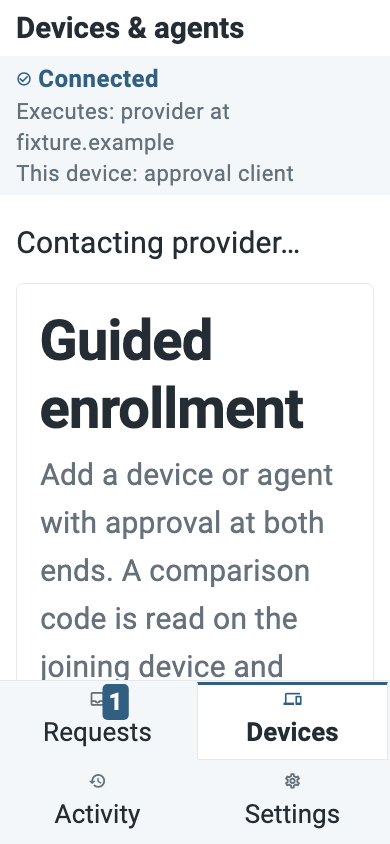 Devices & agents
Connected
Executes: provider at
fixture.example
This device: approval client
Contacting provider…
Guided
enrollment
Add a device or agent
with approval at both
ends. A comparison
code is read on the
joining device and
1
Requests
Devices
Activity
Settings